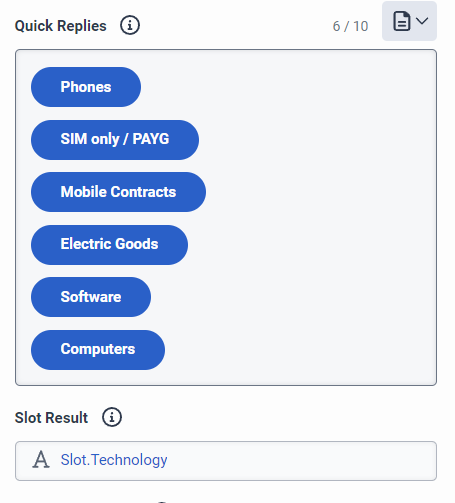 Quick Replies
6 / 10
Phones
SIM only / PAYG
Mobile Contracts
Electric Goods
Software
Computers
Slot Result
Slot.Technology